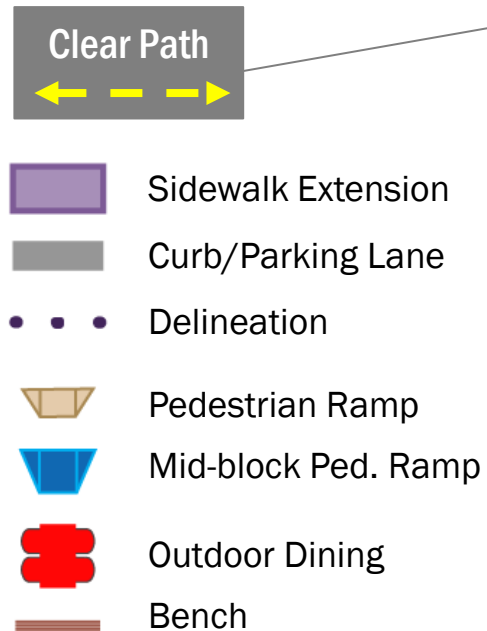 Clear Path
Sidewalk Extension
Curb/Parking Lane
Delineation
Pedestrian Ramp
Mid-block Ped. Ramp
Outdoor Dining
Bench